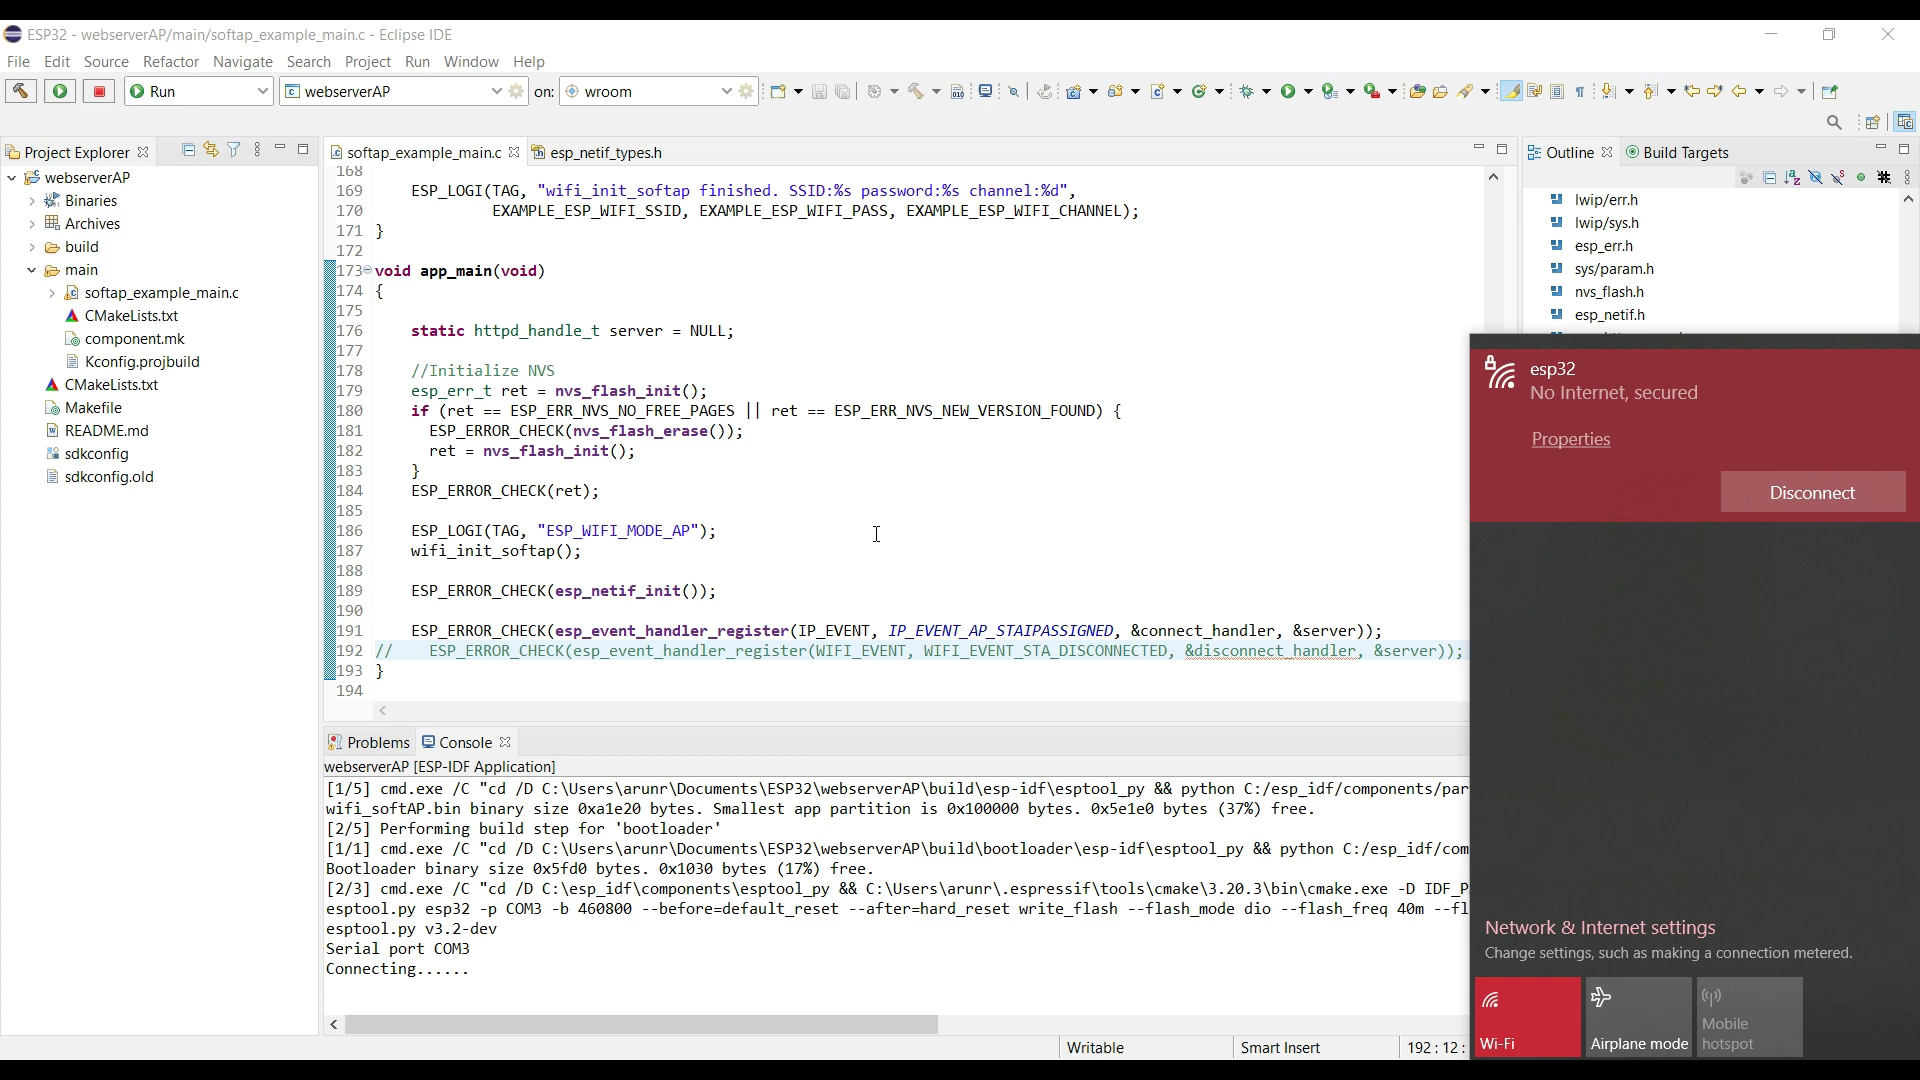 ESP32 - webserverAP/main/softap_example_main.c - Eclipse IDE
File Edit Source Refactor Navigate Search Project Run Window Help
Run webserverAP on: wroom
Project Explorer
webserverAP
Binaries
Archives
build
main
softap_example_main.c
CMakeLists.txt
component.mk
Kconfig.projbuild
CMakeLists.txt
Makefile
README.md
sdkconfig
sdkconfig.old
softap_example_main.c esp_netif_types.h
168
169 ESP_LOGI(TAG, "wifi_init_softap finished. SSID:%s password:%s channel:%d",
170 EXAMPLE_ESP_WIFI_SSID, EXAMPLE_ESP_WIFI_PASS, EXAMPLE_ESP_WIFI_CHANNEL);
171 }
172
173 void app_main(void)
174 {
175
176 static httpd_handle_t server = NULL;
177
178 //Initialize NVS
179 esp_err_t ret = nvs_flash_init();
180 if (ret == ESP_ERR_NVS_NO_FREE_PAGES || ret == ESP_ERR_NVS_NEW_VERSION_FOUND) {
181 ESP_ERROR_CHECK(nvs_flash_erase());
182 ret = nvs_flash_init();
183 }
184 ESP_ERROR_CHECK(ret);
185
186 ESP_LOGI(TAG, "ESP_WIFI_MODE_AP");
187 wifi_init_softap();
188
189 ESP_ERROR_CHECK(esp_netif_init());
190
191 ESP_ERROR_CHECK(esp_event_handler_register(IP_EVENT, IP_EVENT_AP_STAIPASSIGNED, &connect_handler, &server));
192 // ESP_ERROR_CHECK(esp_event_handler_register(WIFI_EVENT, WIFI_EVENT_STA_DISCONNECTED, &disconnect_handler, &server));
193 }
194
Problems Console
webserverAP [ESP-IDF Application]
[1/5] cmd.exe /C "cd /D C:\Users\arunr\Documents\ESP32\webserverAP\build\esp-idf\esptool_py && python C:/esp_idf/components/par
wifi_softAP.bin binary size 0xa1e20 bytes. Smallest app partition is 0x100000 bytes. 0x5e1e0 bytes (37%) free.
[2/5] Performing build step for 'bootloader'
[1/1] cmd.exe /C "cd /D C:\Users\arunr\Documents\ESP32\webserverAP\build\bootloader\esp-idf\esptool_py && python C:/esp_idf/com
Bootloader binary size 0x5fd0 bytes. 0x1030 bytes (17%) free.
[2/3] cmd.exe /C "cd /D C:\esp_idf\components\esptool_py && C:\Users\arunr\.espressif\tools\cmake\3.20.3\bin\cmake.exe -D IDF_P
esptool.py esp32 -p COM3 -b 460800 --before=default_reset --after=hard_reset write_flash --flash_mode dio --flash_freq 40m --fl
esptool.py v3.2-dev
Serial port COM3
Connecting......
Writable Smart Insert 192 : 12 :
Outline Build Targets
lwip/err.h
lwip/sys.h
esp_err.h
sys/param.h
nvs_flash.h
esp_netif.h
esp32
No Internet, secured
Properties
Disconnect
Network & Internet settings
Change settings, such as making a connection metered.
Wi-Fi
Airplane mode
Mobile
hotspot